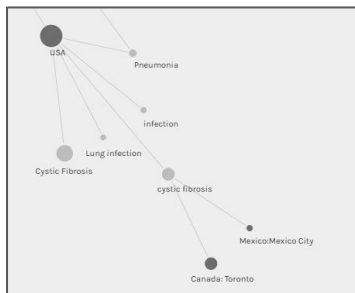 USA
Pneumonia
infection
Lung infection
Cystic Fibrosis
cystic fibrosis
Mexico:Mexico City
Canada: Toronto